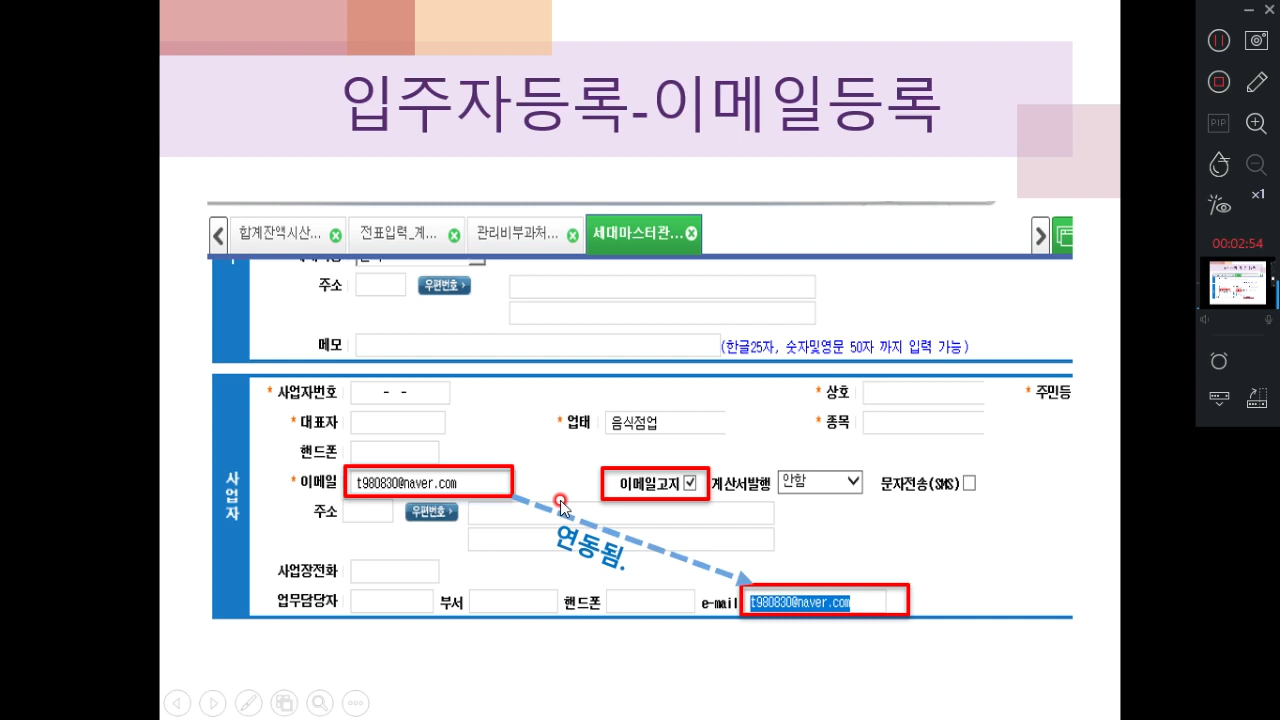 입주자등록-이메일등록
합계잔액시산... 전표입력_계... 관리비부과처... 세대마스터관...
주소 우편번호
메모 (한글25자, 숫자및영문 50자 까지 입력 가능)
* 사업자번호 - - * 상호 * 주민등
* 대표자 * 업태 음식점업 * 종목
핸드폰
사업자
* 이메일 t980830@naver.com 이메일고지 계산서발행 안함 문자전송(SMS)
주소 우편번호
연동됨.
사업장전화
업무담당자 부서 핸드폰 e-mail t980830@naver.com
PIP
x1
00:02:54